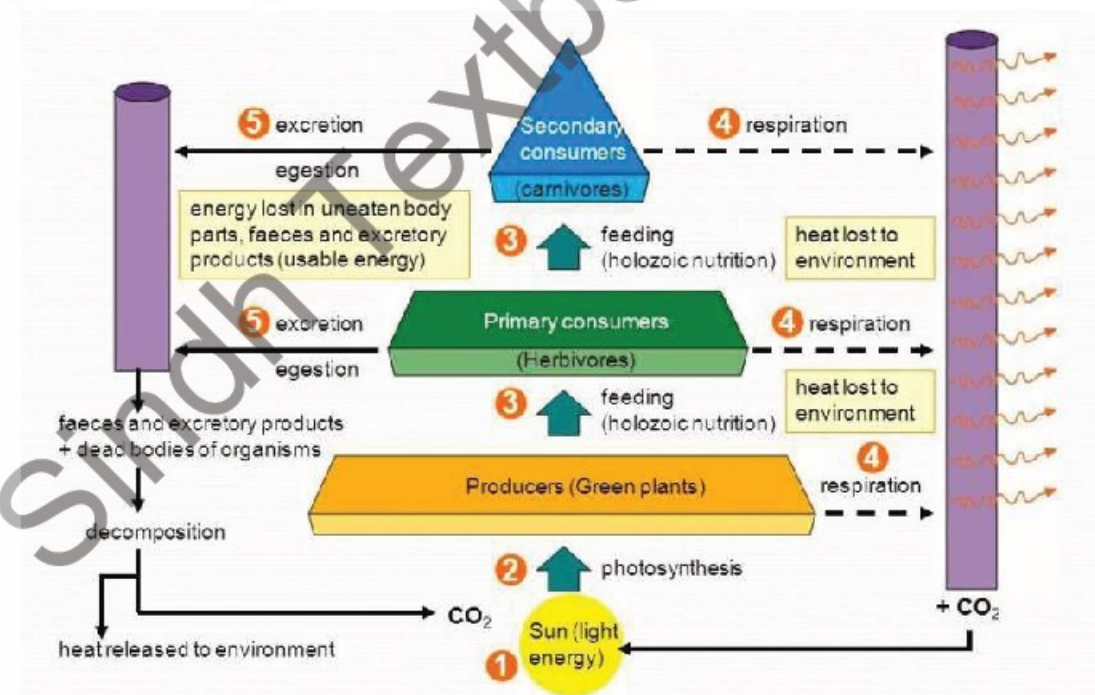 5 excretion
egestion
Secondary
consumers
(carnivores)
4 respiration
energy lost in uneaten body
parts, faeces and excretory
products (usable energy)
3 feeding
(holozoic nutrition)
heat lost to
environment
5 excretion
egestion
Primary consumers
(Herbivores)
4 respiration
3 feeding
(holozoic nutrition)
heat lost to
environment
faeces and excretory products
+ dead bodies of organisms
4
respiration
Producers (Green plants)
decomposition
2 photosynthesis
CO₂
+ CO₂
heat released to environment
1 Sun (light
energy)
Sindh Textb